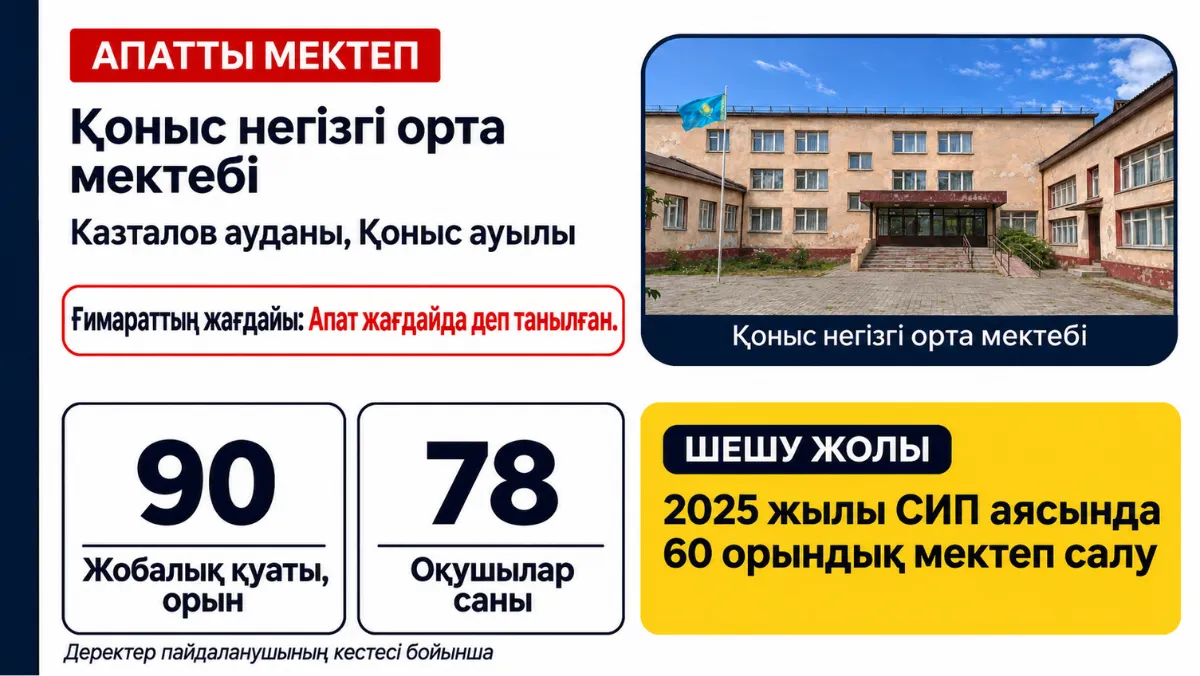 АПАТТЫ МЕКТЕП
Қоныс негізгі орта
мектебі
Казталов ауданы, Қоныс ауылы
Ғимараттың жағдайы: Апат жағдайда деп танылған.
Қоныс негізгі орта мектебі
90
Жобалық қуаты,
орын
78
Оқушылар
саны
ШЕШУ ЖОЛЫ
2025 жылы СИП аясында
60 орындық мектеп салу
Деректер пайдаланушының кестесі бойынша